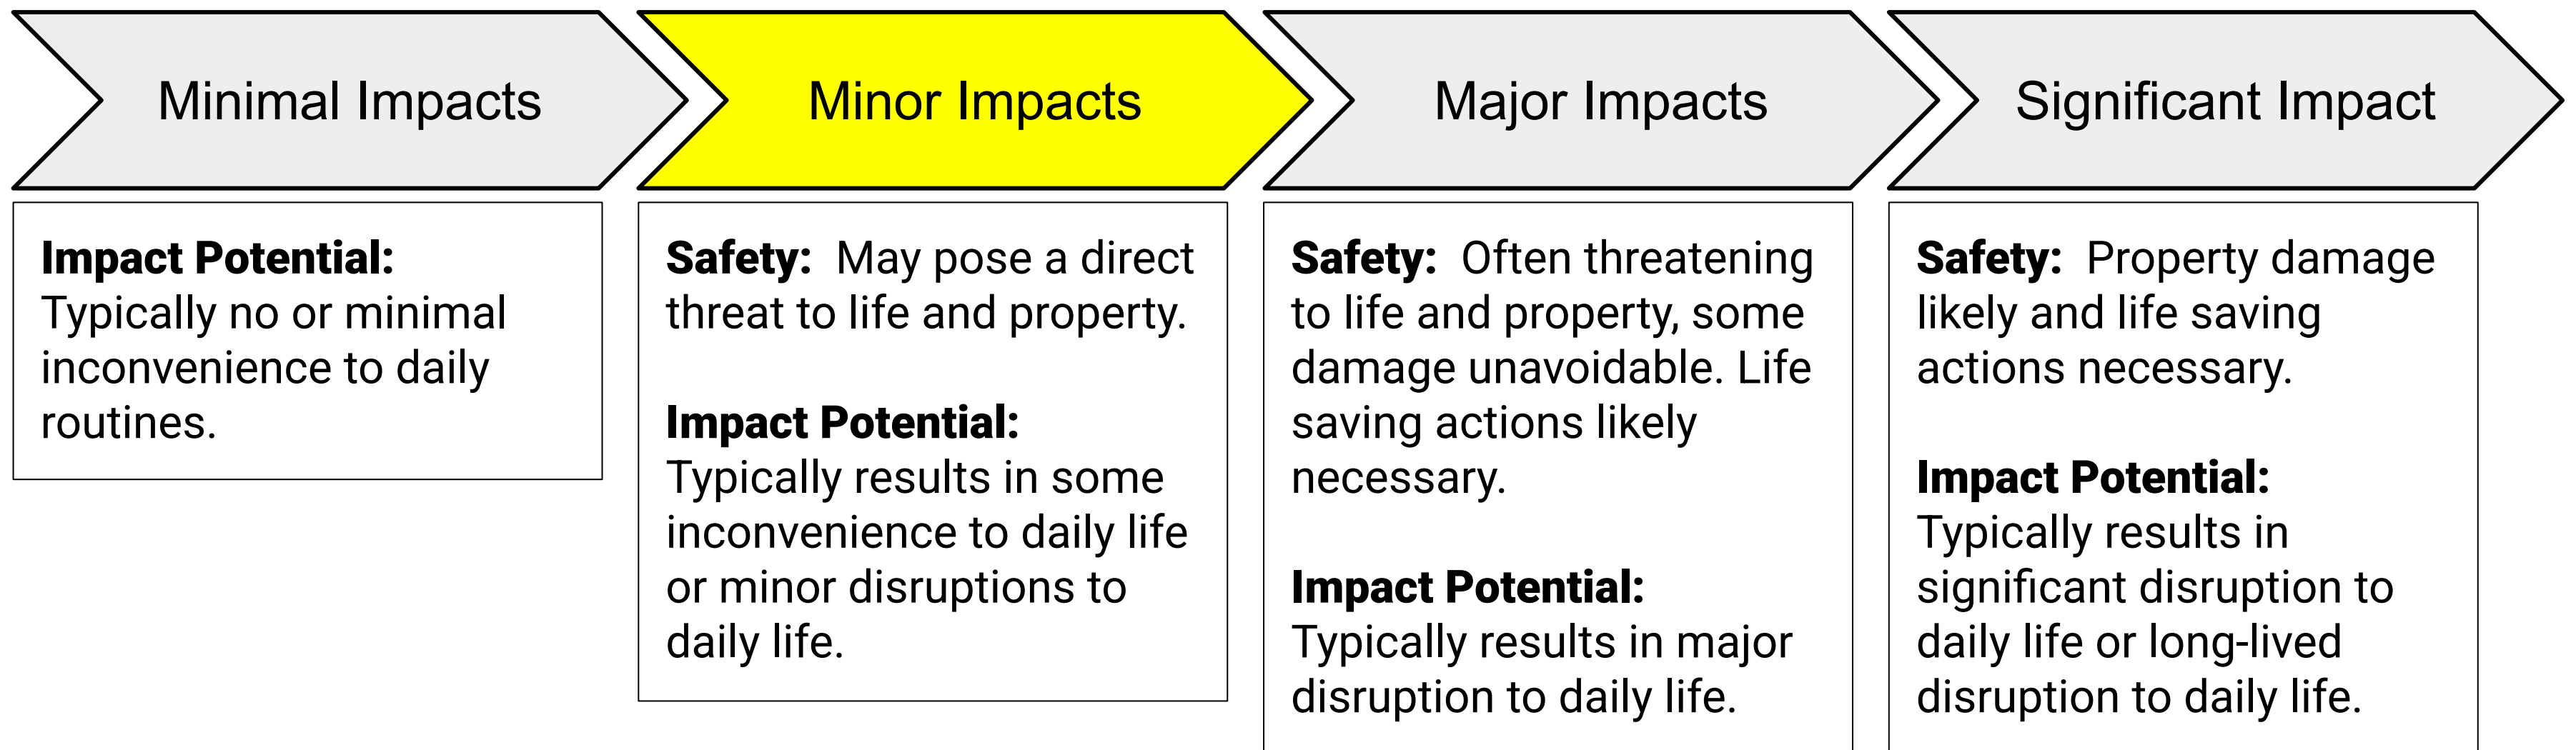 Minimal Impacts
Minor Impacts
Major Impacts
Significant Impact
Impact Potential:
Typically no or minimal
inconvenience to daily
routines.
Safety:  May pose a direct
threat to life and property.
Impact Potential:
Typically results in some
inconvenience to daily life
or minor disruptions to
daily life.
Safety:  Often threatening
to life and property, some
damage unavoidable. Life
saving actions likely
necessary.
Impact Potential:
Typically results in major
disruption to daily life.
Safety:  Property damage
likely and life saving
actions necessary.
Impact Potential:
Typically results in
significant disruption to
daily life or long-lived
disruption to daily life.